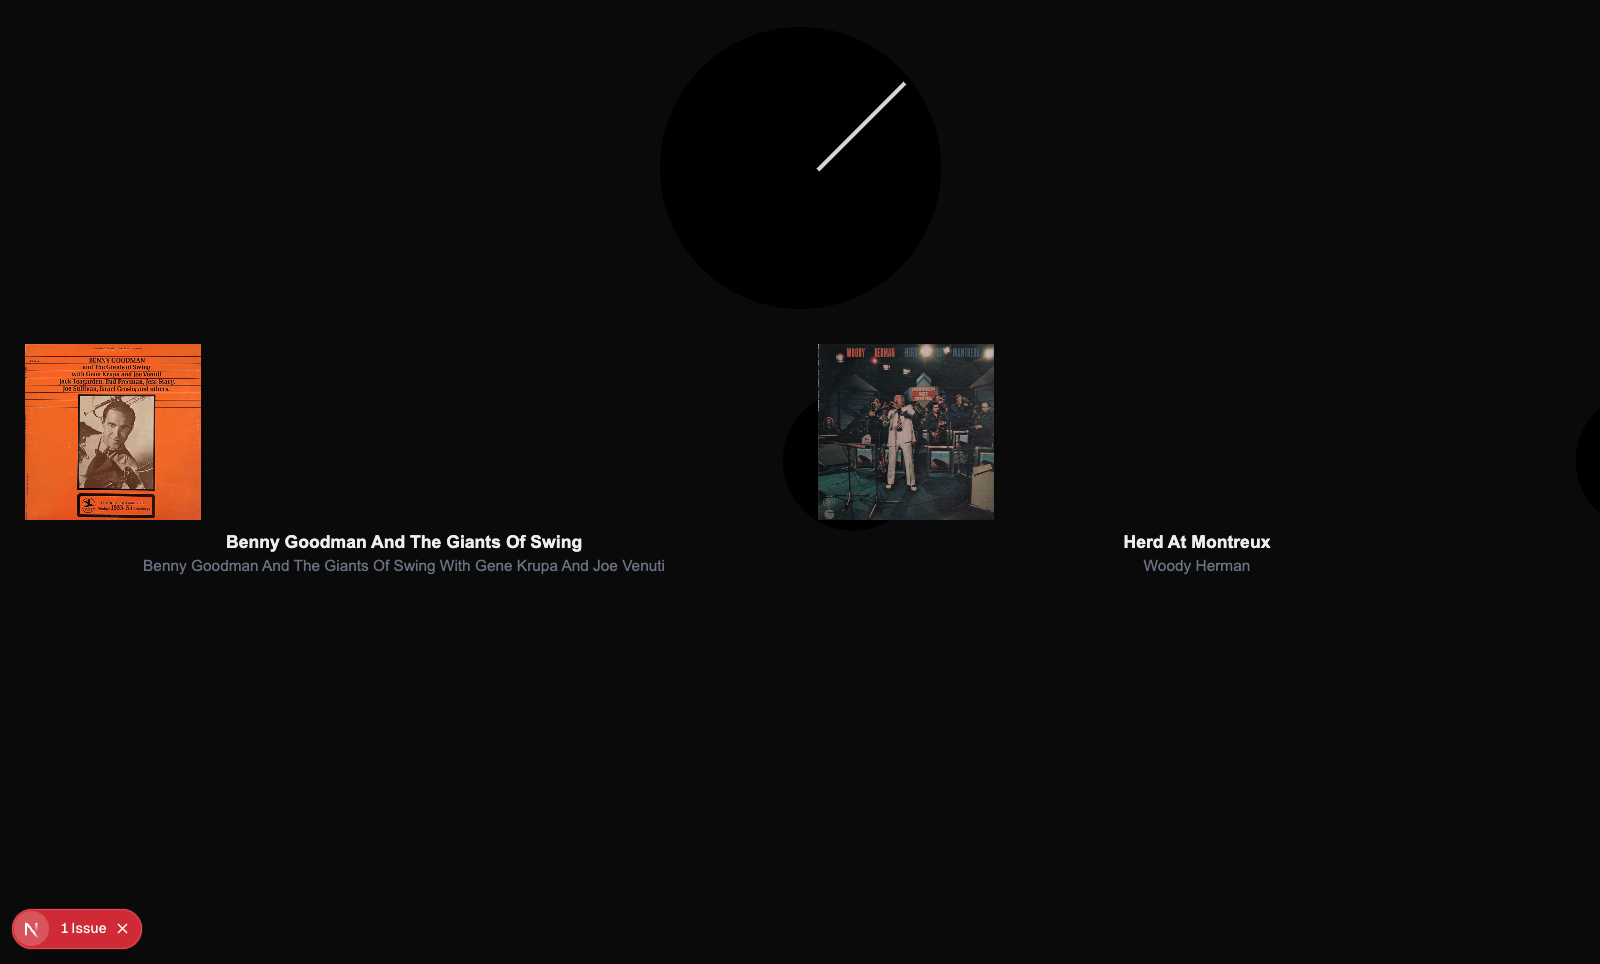 BENNY GOODMAN
and The Giants of Swing
with Gene Krupa and Joe Venuti
Jack Teagarden, Bud Freeman, Jess Stacy,
Joe Sullivan, Israel Crosby and others.
WOODY HERMAN HERD AT MONTREUX
Benny Goodman And The Giants Of Swing
Benny Goodman And The Giants Of Swing With Gene Krupa And Joe Venuti
Herd At Montreux
Woody Herman
N
1 Issue